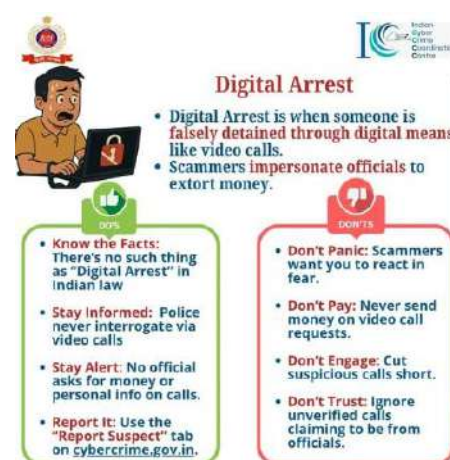 Indian
Cyber
Crime
Coordination
Centre
Digital Arrest
• Digital Arrest is when someone is
falsely detained through digital means
like video calls.
• Scammers impersonate officials to
extort money.
DO'S
• Know the Facts:
There's no such thing
as "Digital Arrest" in
Indian law
• Stay Informed: Police
never interrogate via
video calls
• Stay Alert: No official
asks for money or
personal info on calls.
• Report It: Use the
"Report Suspect" tab
on cybercrime.gov.in.
DON'TS
• Don't Panic: Scammers
want you to react in
fear.
• Don't Pay: Never send
money on video call
requests.
• Don't Engage: Cut
suspicious calls short.
• Don't Trust: Ignore
unverified calls
claiming to be from
officials.